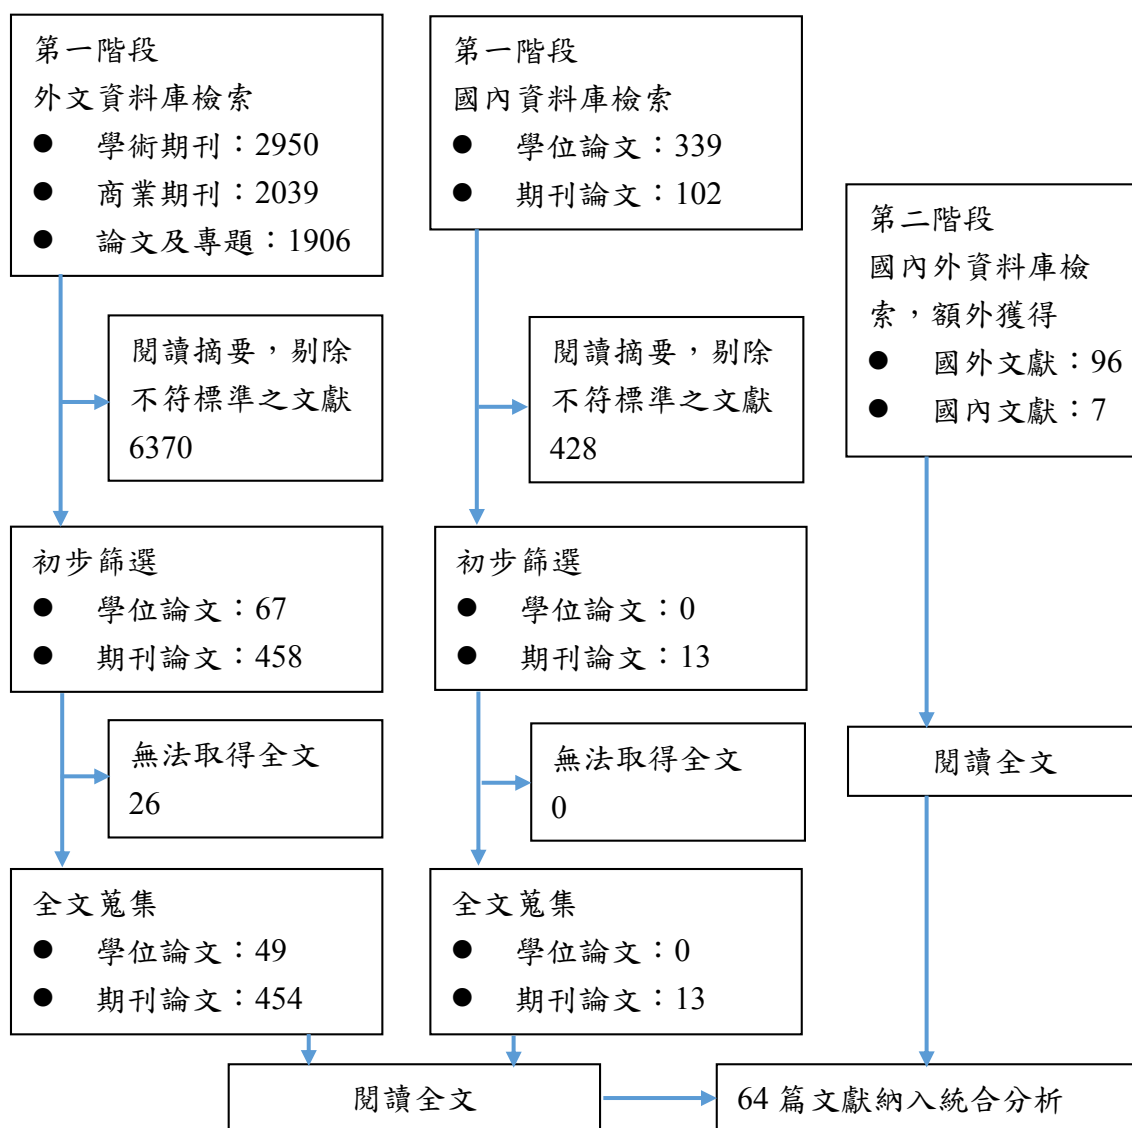 第一階段
外文資料庫檢索
● 學術期刊：2950
● 商業期刊：2039
● 論文及專題：1906
閱讀摘要，剔除
不符標準之文獻
6370
初步篩選
● 學位論文：67
● 期刊論文：458
無法取得全文
26
全文蒐集
● 學位論文：49
● 期刊論文：454
第一階段
國內資料庫檢索
● 學位論文：339
● 期刊論文：102
閱讀摘要，剔除
不符標準之文獻
428
初步篩選
● 學位論文：0
● 期刊論文：13
無法取得全文
0
全文蒐集
● 學位論文：0
● 期刊論文：13
閱讀全文
第二階段
國內外資料庫檢
索，額外獲得
● 國外文獻：96
● 國內文獻：7
閱讀全文
64 篇文獻納入統合分析